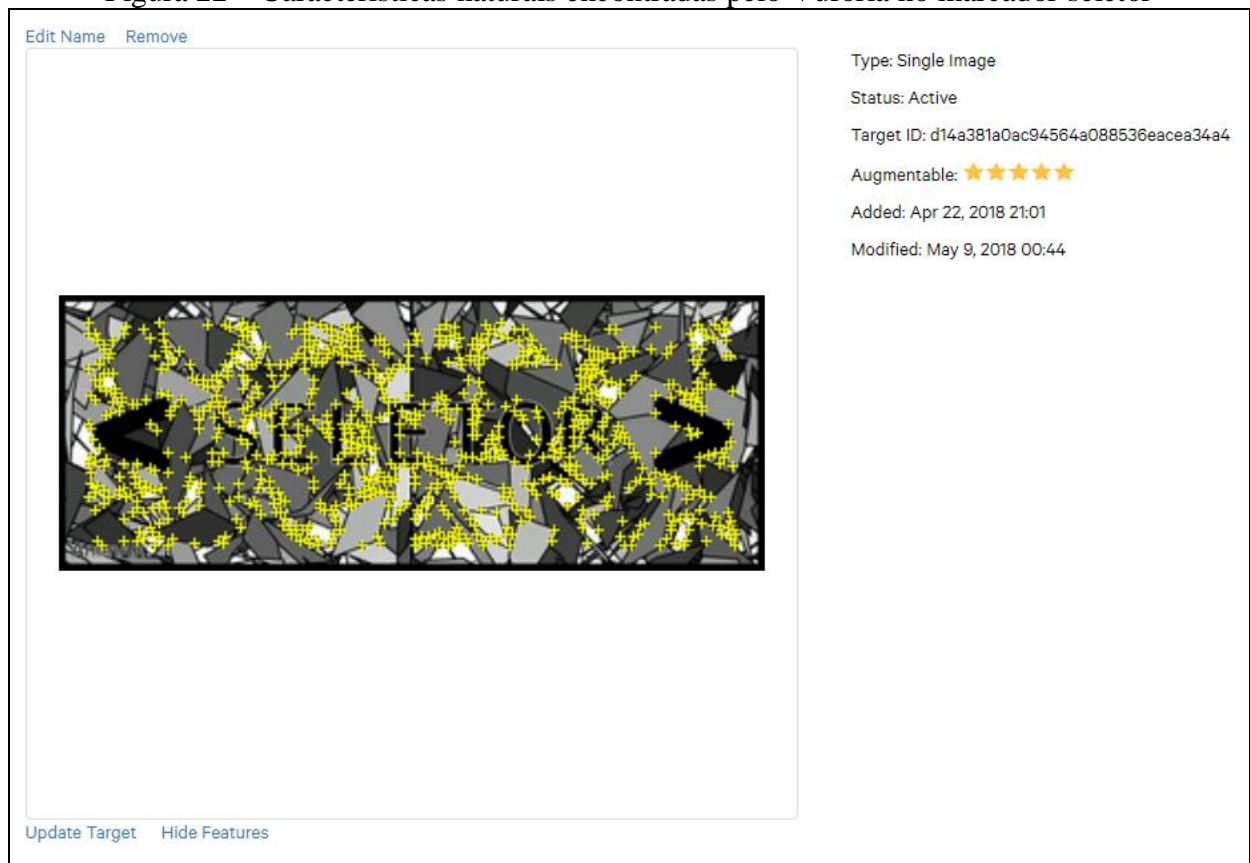 Figura 22 – Características naturais encontradas pelo Vuforia no marcador seletor
Edit Name Remove
Type: Single Image
Status: Active
Target ID: d14a381a0ac94564a088536eacea34a4
Augmentable:
Added: Apr 22, 2018 21:01
Modified: May 9, 2018 00:44
< SELETOR >
Update Target Hide Features